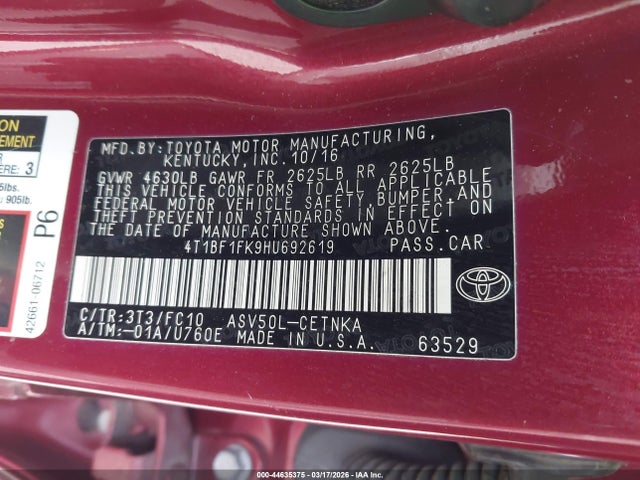 MFD.BY:TOYOTA MOTOR MANUFACTURING,
KENTUCKY, INC. 10/16
GVWR 4630LB GAWR FR 2625LB RR 2625LB
THIS VEHICLE CONFORMS TO ALL APPLICABLE
FEDERAL MOTOR VEHICLE SAFETY,BUMPER,AND
THEFT PREVENTION STANDARDS IN EFFECT ON
THE DATE OF MANUFACTURE SHOWN ABOVE.
4T1BF1FK9HU692619 PASS.CAR
C/TR:3T3/FC10 ASV50L-CETNKA
A/TM:-01A/U760E MADE IN U.S.A. 63529
TOYOTA
EMENT
ERE: 3
lbs.
905lb.
P6
42661-06712
000-44635375 - 03/17/2026 - IAA Inc.